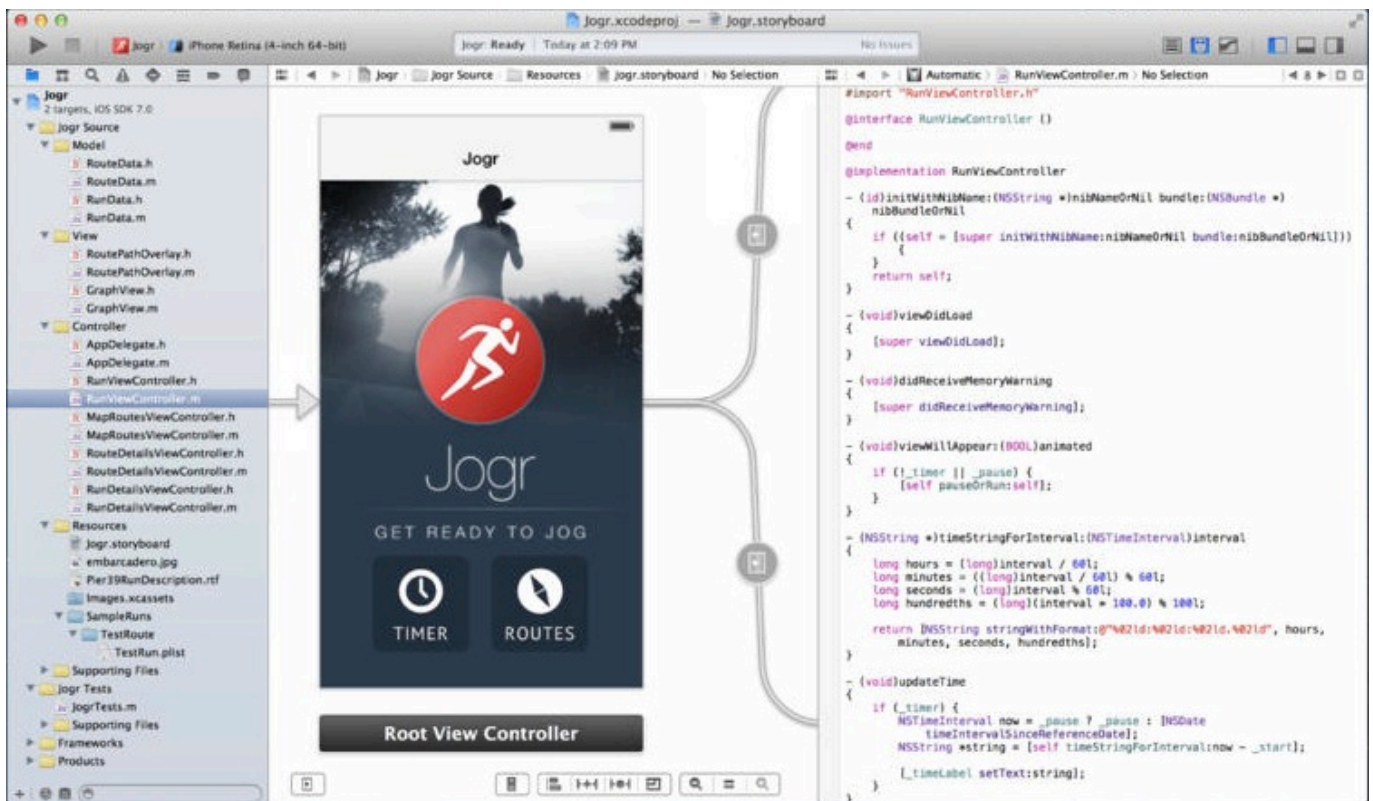 Jogr.xcodeproj — Jogr.storyboard
Jogr iPhone Retina (4-inch 64-bit)
Jogr: Ready Today at 2:09 PM
No Issues
Jogr Jogr Source Resources Jogr.storyboard No Selection
Automatic RunViewController.m No Selection
8
Jogr
2 targets, iOS SDK 7.0
Jogr Source
Model
RouteData.h
RouteData.m
RunData.h
RunData.m
View
RoutePathOverlay.h
RoutePathOverlay.m
GraphView.h
GraphView.m
Controller
AppDelegate.h
AppDelegate.m
RunViewController.h
RunViewController.m
MapRoutesViewController.h
MapRoutesViewController.m
RouteDetailsViewController.h
RouteDetailsViewController.m
RunDetailsViewController.h
RunDetailsViewController.m
Resources
Jogr.storyboard
embarcadero.jpg
Pier39RunDescription.rtf
Images.xcassets
SampleRuns
TestRoute
TestRun.plist
Supporting Files
Jogr Tests
JogrTests.m
Supporting Files
Frameworks
Products
Jogr
Jogr
GET READY TO JOG
TIMER
ROUTES
Root View Controller
#import "RunViewController.h"
@interface RunViewController ()
@end
@implementation RunViewController
- (id)initWithNibName:(NSString *)nibNameOrNil bundle:(NSBundle *)
nibBundleOrNil
{
if ((self = [super initWithNibName:nibNameOrNil bundle:nibBundleOrNil]))
{
}
return self;
}
- (void)viewDidLoad
{
[super viewDidLoad];
}
- (void)didReceiveMemoryWarning
{
[super didReceiveMemoryWarning];
}
- (void)viewWillAppear:(BOOL)animated
{
if (!_timer || _pause) {
[self pauseOrRun:self];
}
}
- (NSString *)timeStringForInterval:(NSTimeInterval)interval
{
long hours = (long)interval / 60l;
long minutes = ((long)interval / 60l) % 60l;
long seconds = (long)interval % 60l;
long hundredths = (long)(interval * 100.0) % 100l;
return [NSString stringWithFormat:@"%02ld:%02ld:%02ld.%02ld", hours,
minutes, seconds, hundredths];
}
- (void)updateTime
{
if (_timer) {
NSTimeInterval now = _pause ? _pause : [NSDate
timeIntervalSinceReferenceDate];
NSString *string = [self timeStringForInterval:now - _start];
[_timeLabel setText:string];
}
}